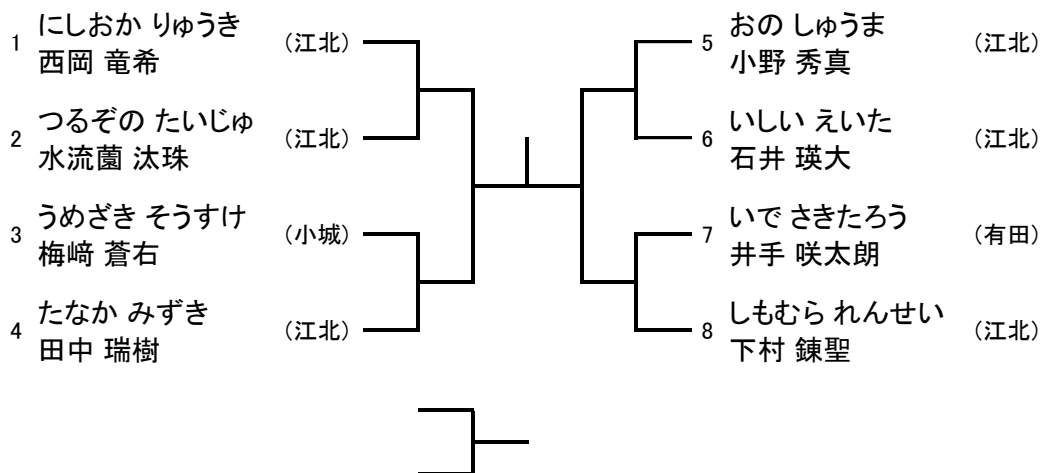 にしおか りゅうき
1 西岡 竜希 （江北）
つるぞの たいじゅ
2 水流薗 汰珠 （江北）
うめざき そうすけ
3 梅﨑 蒼右 （小城）
たなか みずき
4 田中 瑞樹 （江北）
おの しゅうま
5 小野 秀真 （江北）
いしい えいた
6 石井 瑛大 （江北）
いで さきたろう
7 井手 咲太朗 （有田）
しもむら れんせい
8 下村 錬聖 （江北）